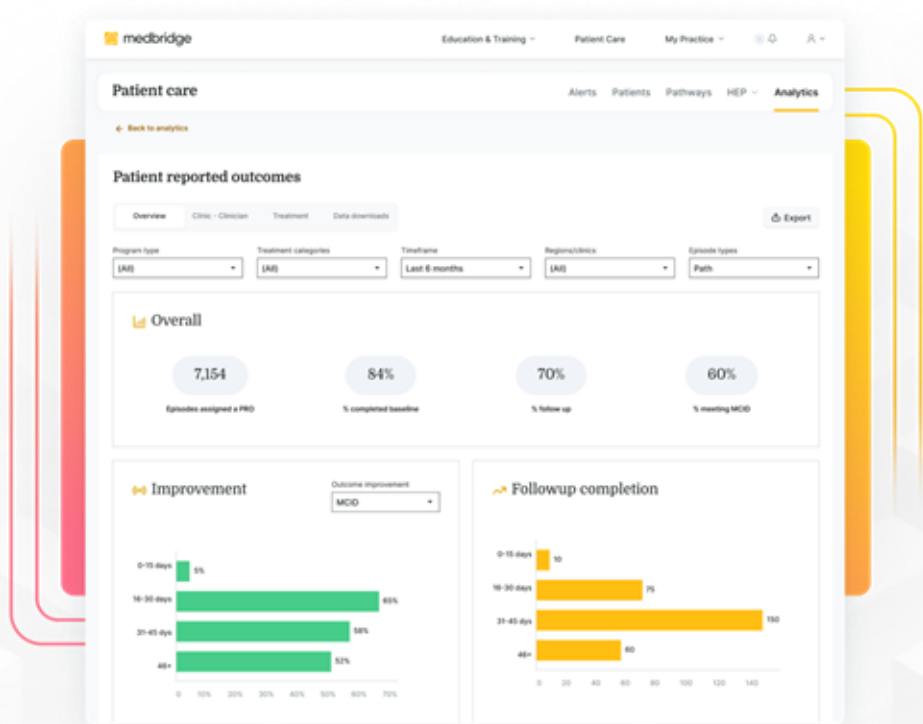 medbridge
Education & Training
Patient Care
My Practice
Patient care
Alerts
Patients
Pathways
HEP
Analytics
Back to analytics
Patient reported outcomes
Overview
Clinic - Clinician
Treatment
Data downloads
Export
Program type
(All)
Treatment categories
(All)
Timeframe
Last 6 months
Regions/clinics
(All)
Episode types
Path
Overall
7,154
Episodes assigned a PRO
84%
% completed baseline
70%
% follow up
60%
% meeting MCID
Improvement
Outcome improvement
MCID
0-15 days
5%
16-30 days
65%
31-45 dys
58%
46+
52%
0 10% 20% 30% 40% 50% 60% 70%
Followup completion
0-15 days
10
16-30 days
75
31-45 dys
150
46+
60
0 20 40 60 80 100 120 140